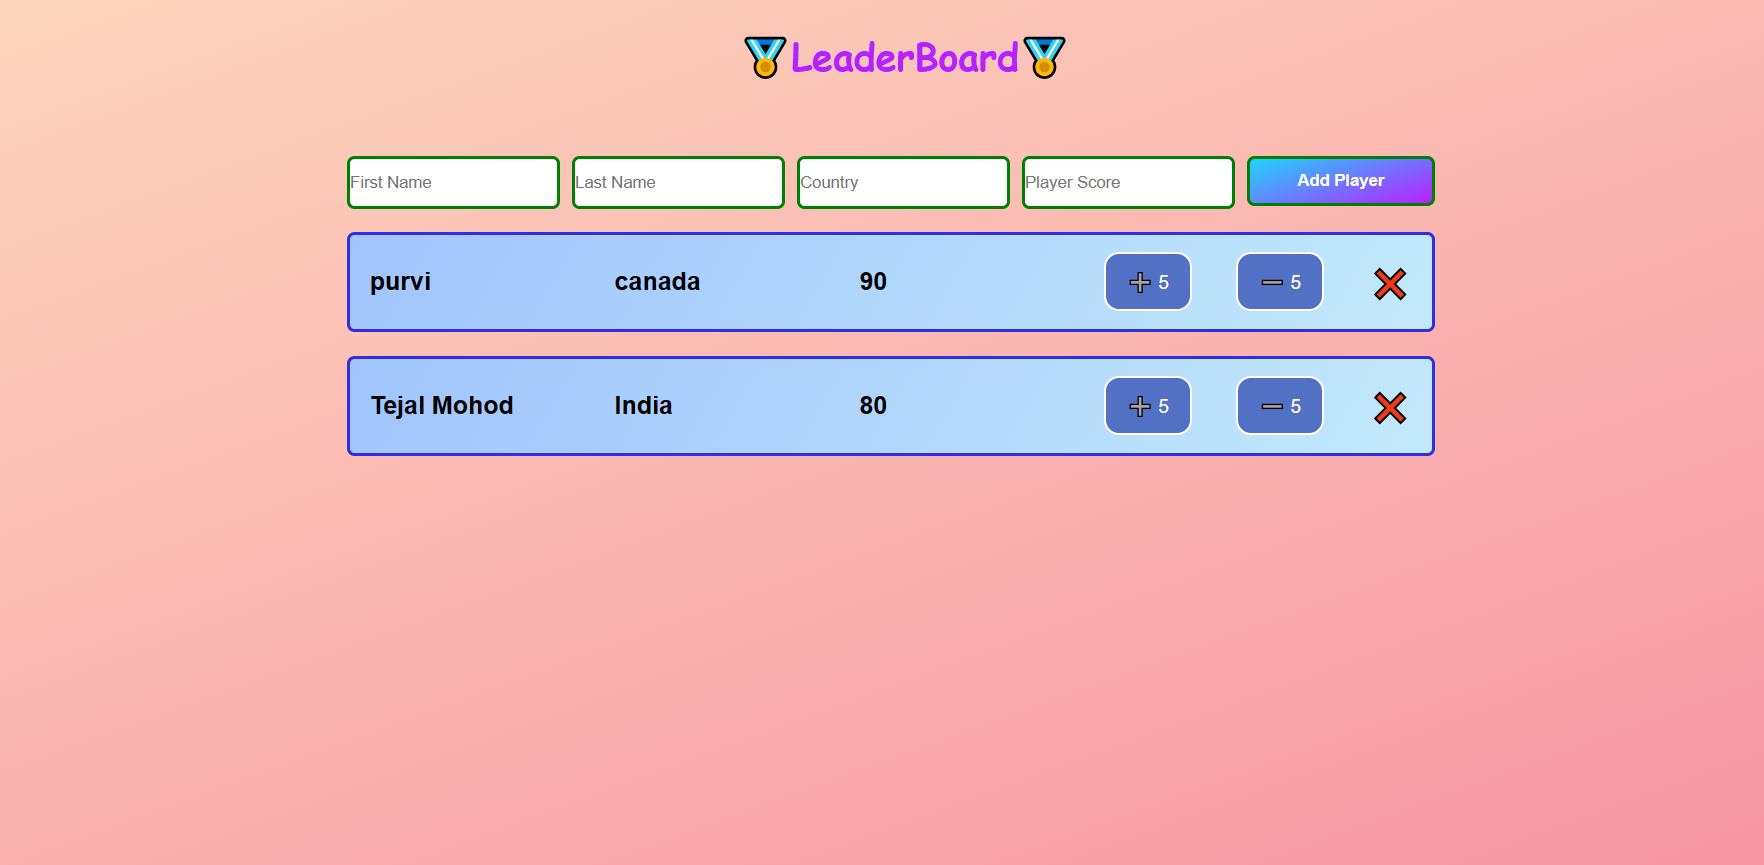 🏅LeaderBoard🏅
First Name Last Name Country Player Score Add Player
purvi canada 90 ➕ 5 ➖ 5 ❌
Tejal Mohod India 80 ➕ 5 ➖ 5 ❌